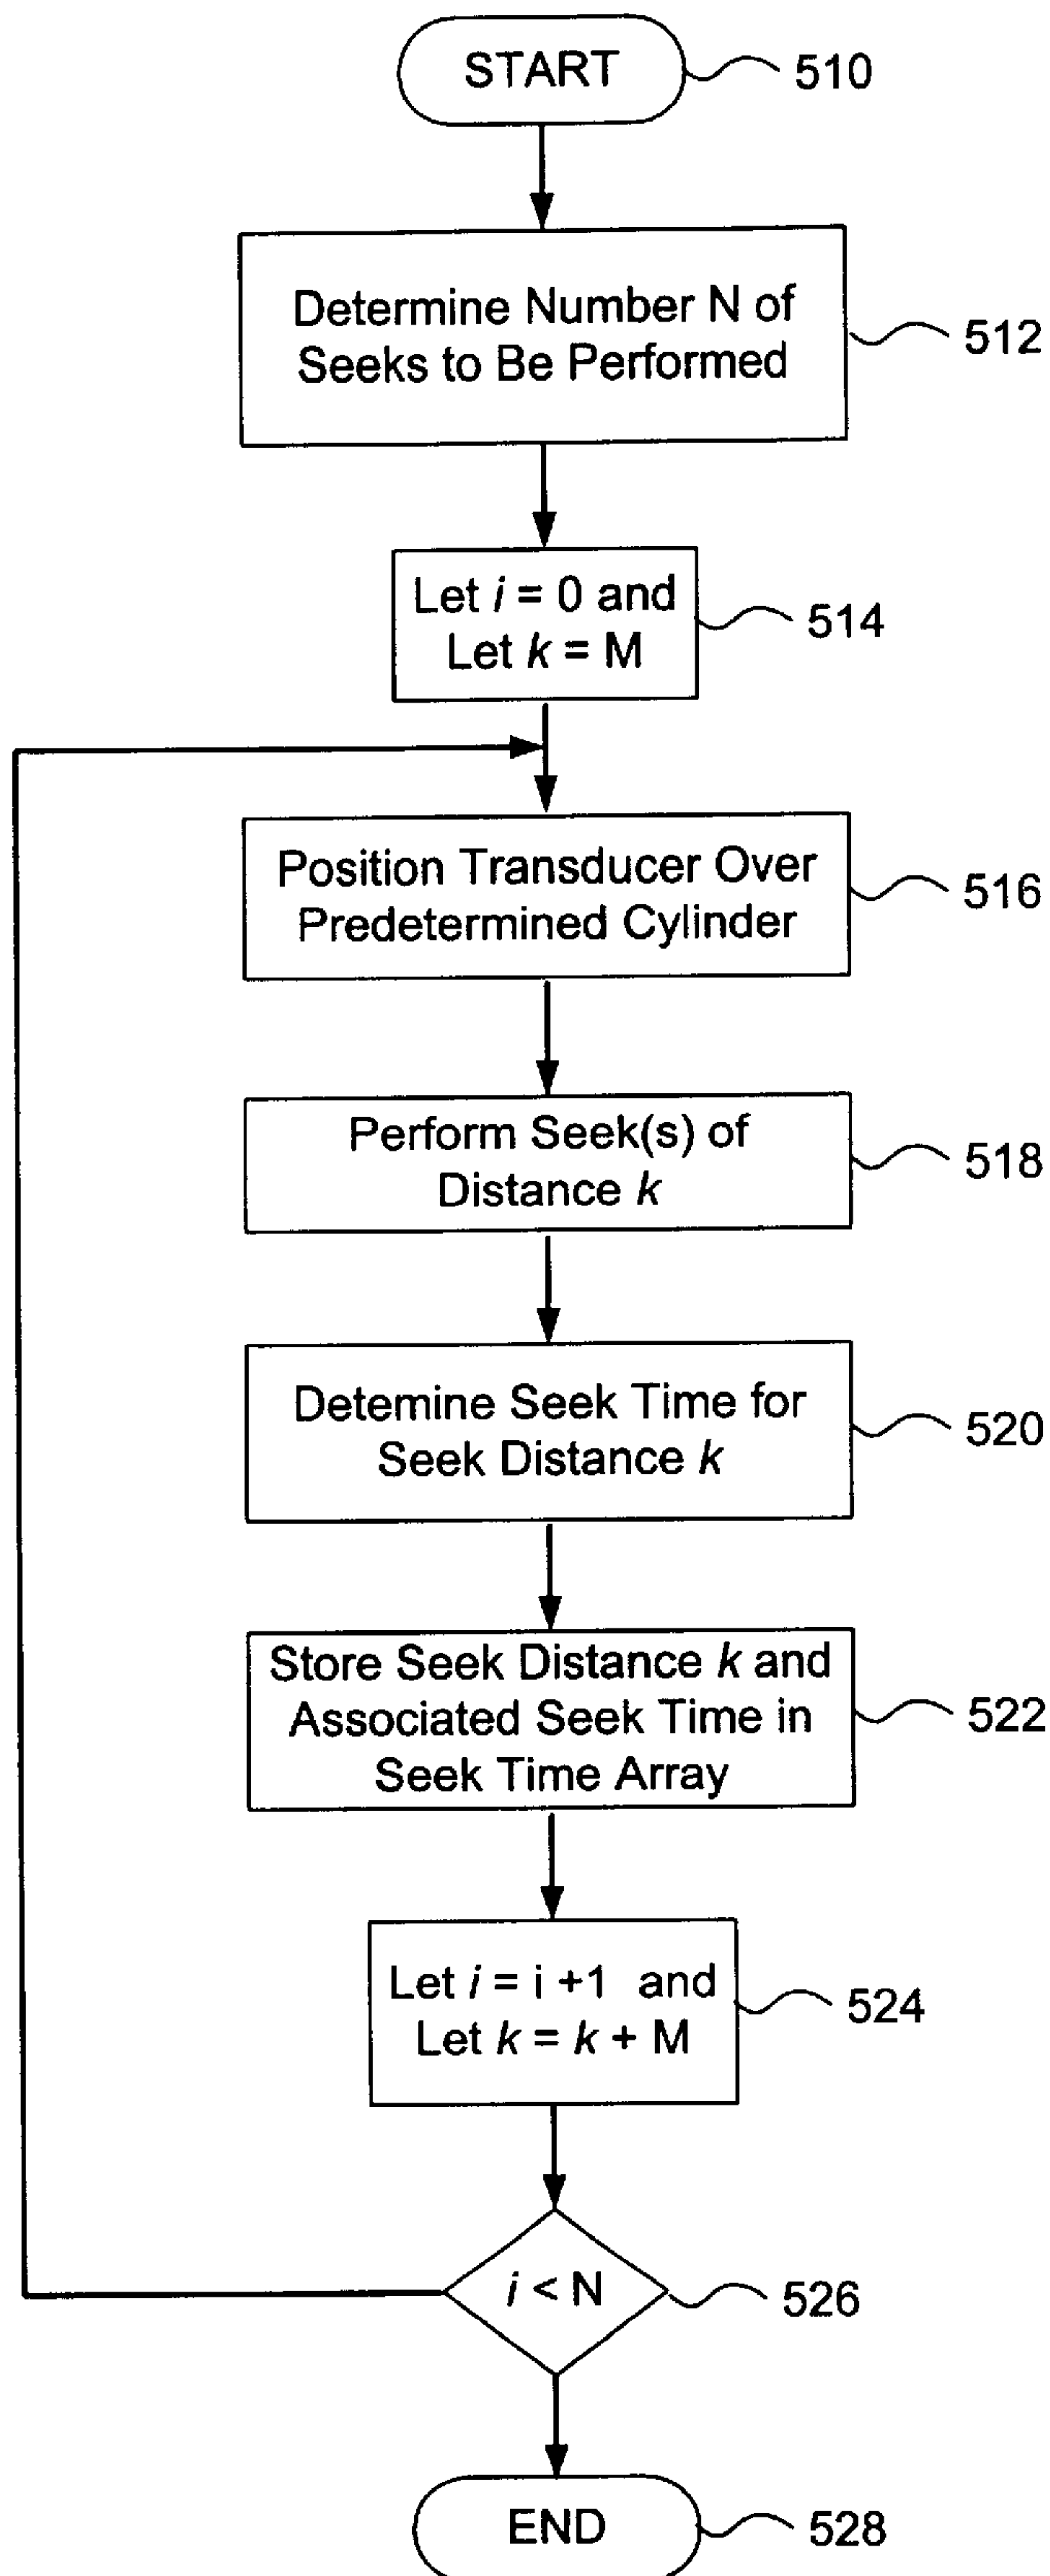 START
510
Determine Number N of
Seeks to Be Performed
512
Let i = 0 and
Let k = M
514
Position Transducer Over
Predetermined Cylinder
516
Perform Seek(s) of
Distance k
518
Detemine Seek Time for
Seek Distance k
520
Store Seek Distance k and
Associated Seek Time in
Seek Time Array
522
Let i = i +1 and
Let k = k + M
524
i < N
526
END
528